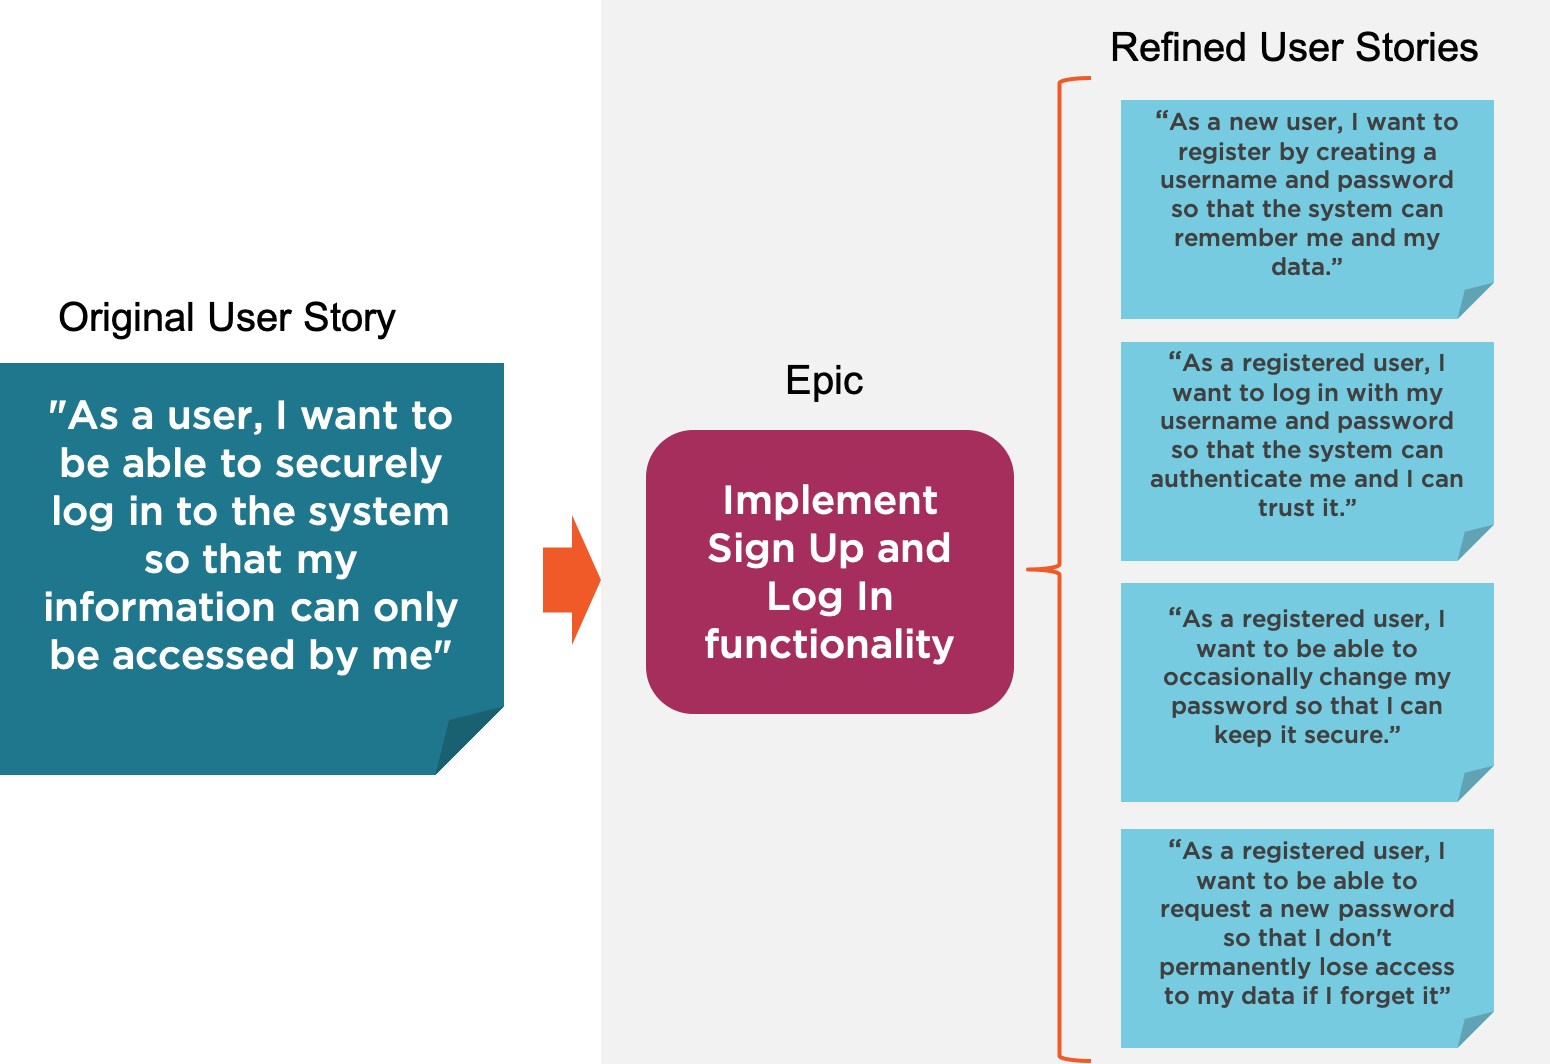 Original User Story
"As a user, I want to
be able to securely
log in to the system
so that my
information can only
be accessed by me"
Epic
Implement
Sign Up and
Log In
functionality
Refined User Stories
“As a new user, I want to
register by creating a
username and password
so that the system can
remember me and my
data.”
“As a registered user, I
want to log in with my
username and password
so that the system can
authenticate me and I can
trust it.”
“As a registered user, I
want to be able to
occasionally change my
password so that I can
keep it secure.”
“As a registered user, I
want to be able to
request a new password
so that I don't
permanently lose access
to my data if I forget it”